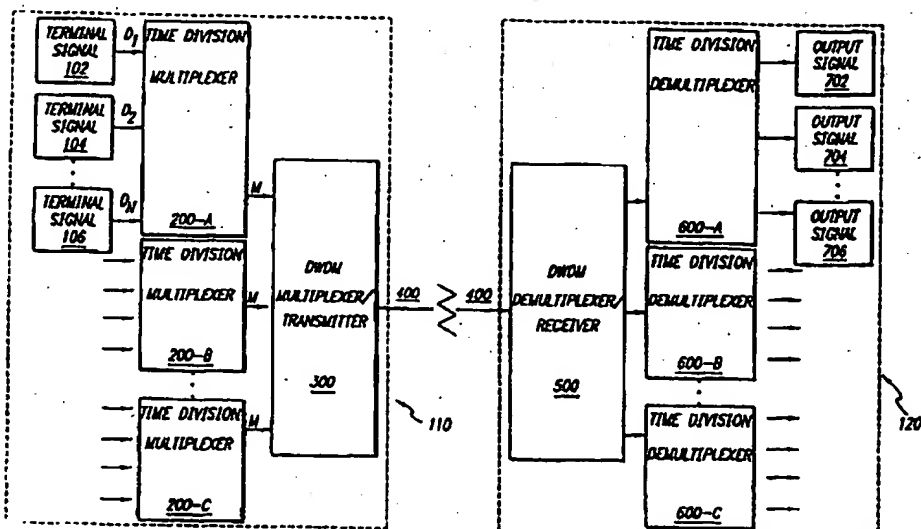 TERMINAL
SIGNAL
102
D1
TERMINAL
SIGNAL
104
D2
TERMINAL
SIGNAL
106
DN
TIME DIVISION
MULTIPLEXER
200-A
M
TIME DIVISION
MULTIPLEXER
200-B
M
TIME DIVISION
MULTIPLEXER
200-C
M
DWDM
MULTIPLEXER/
TRANSMITTER
300
110
400
400
DWDM
DEMULTIPLEXER/
RECEIVER
500
TIME DIVISION
DEMULTIPLEXER
600-A
TIME DIVISION
DEMULTIPLEXER
600-B
TIME DIVISION
DEMULTIPLEXER
600-C
OUTPUT
SIGNAL
702
OUTPUT
SIGNAL
704
OUTPUT
SIGNAL
706
120